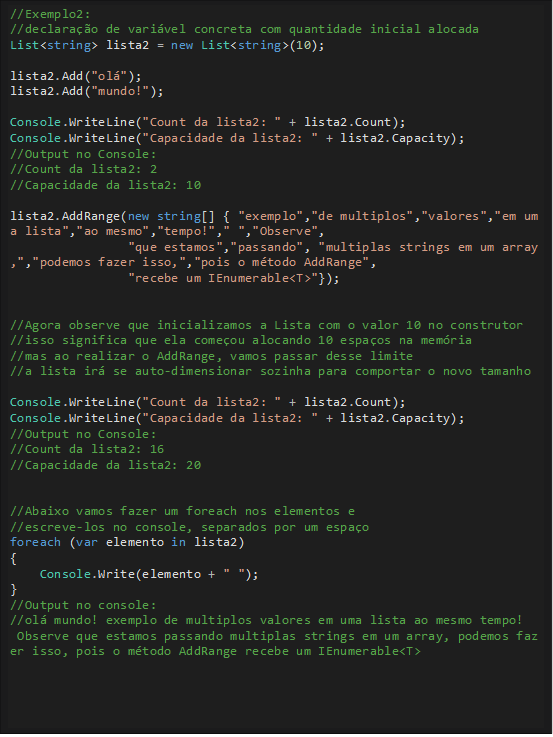 //Exemplo2:
//declaração de variável concreta com quantidade inicial alocada
List<string> lista2 = new List<string>(10);
lista2.Add("olá");
lista2.Add("mundo!");
Console.WriteLine("Count da lista2: " + lista2.Count);
Console.WriteLine("Capacidade da lista2: " + lista2.Capacity);
//Output no Console:
//Count da lista2: 2
//Capacidade da lista2: 10
lista2.AddRange(new string[] { "exemplo","de multiplos","valores","em um
a lista","ao mesmo","tempo!"," ","Observe",
"que estamos","passando", "multiplas strings em um array
,","podemos fazer isso,","pois o método AddRange",
"recebe um IEnumerable<T>"});
//Agora observe que inicializamos a Lista com o valor 10 no construtor
//isso significa que ela começou alocando 10 espaços na memória
//mas ao realizar o AddRange, vamos passar desse limite
//a lista irá se auto-dimensionar sozinha para comportar o novo tamanho
Console.WriteLine("Count da lista2: " + lista2.Count);
Console.WriteLine("Capacidade da lista2: " + lista2.Capacity);
//Output no Console:
//Count da lista2: 16
//Capacidade da lista2: 20
//Abaixo vamos fazer um foreach nos elementos e
//escreve-los no console, separados por um espaço
foreach (var elemento in lista2)
{
Console.Write(elemento + " ");
}
//Output no console:
//olá mundo! exemplo de multiplos valores em uma lista ao mesmo tempo!
Observe que estamos passando multiplas strings em um array, podemos faz
er isso, pois o método AddRange recebe um IEnumerable<T>